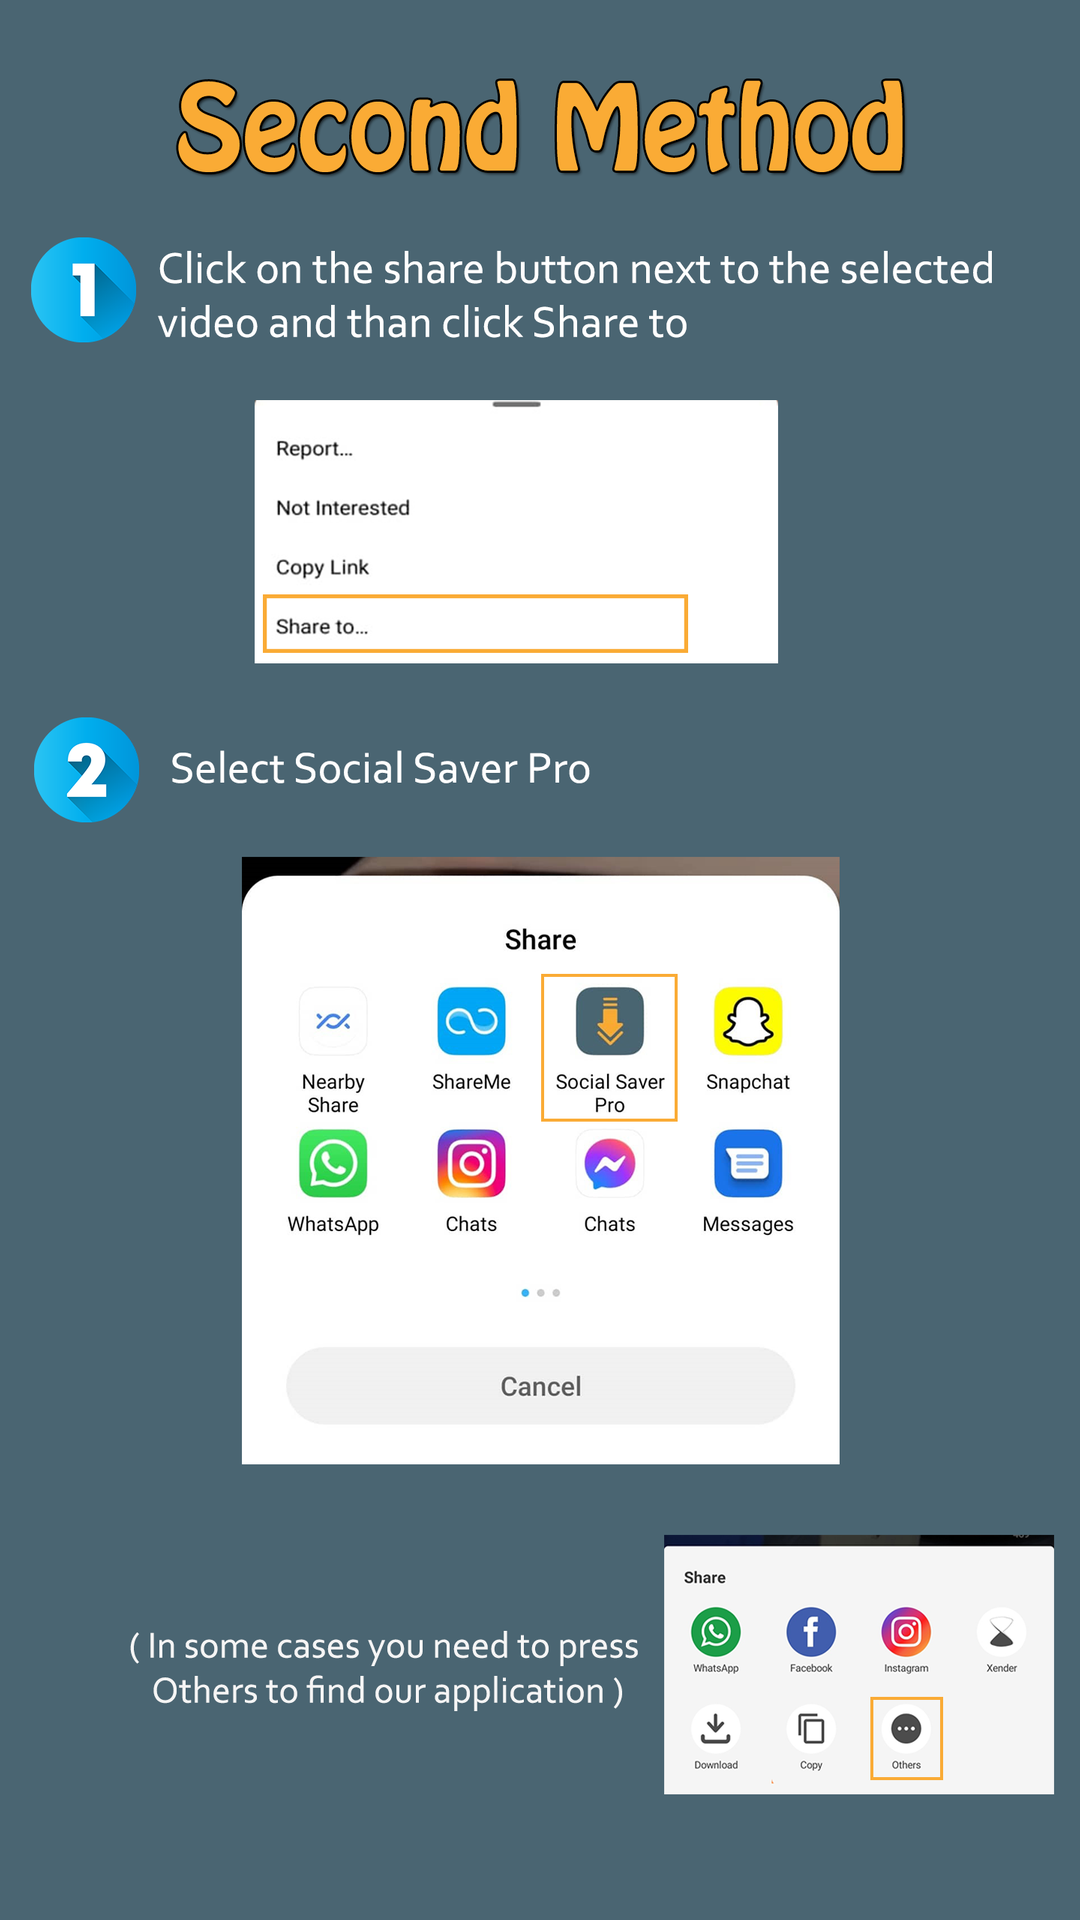 Second Method
1
Click on the share button next to the selected
video and than click Share to
Report...
Not Interested
Copy Link
Share to...
2
Select Social Saver Pro
Share
Nearby
Share
ShareMe
Social Saver
Pro
Snapchat
WhatsApp
Chats
Chats
Messages
Cancel
( In some cases you need to press
Others to find our application )
Share
WhatsApp
Facebook
Instagram
Xender
Download
Copy
Others